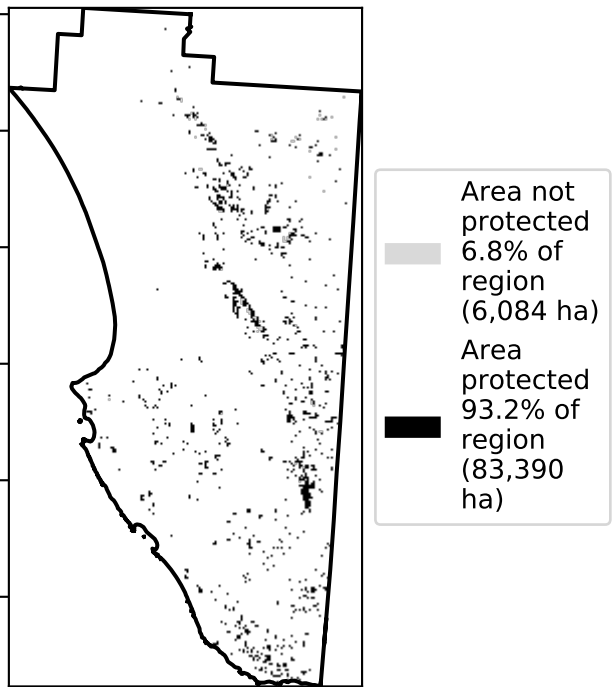 Area not
protected
6.8% of
region
(6,084 ha)
Area
protected
93.2% of
region
(83,390
ha)